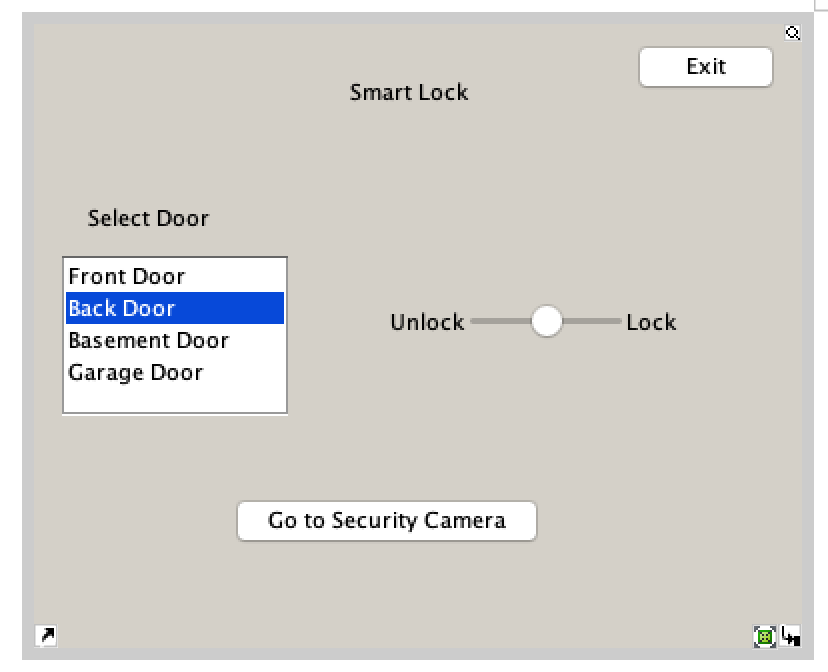 Exit
Smart Lock
Select Door
Front Door
Back Door
Basement Door
Garage Door
Unlock Lock
Go to Security Camera